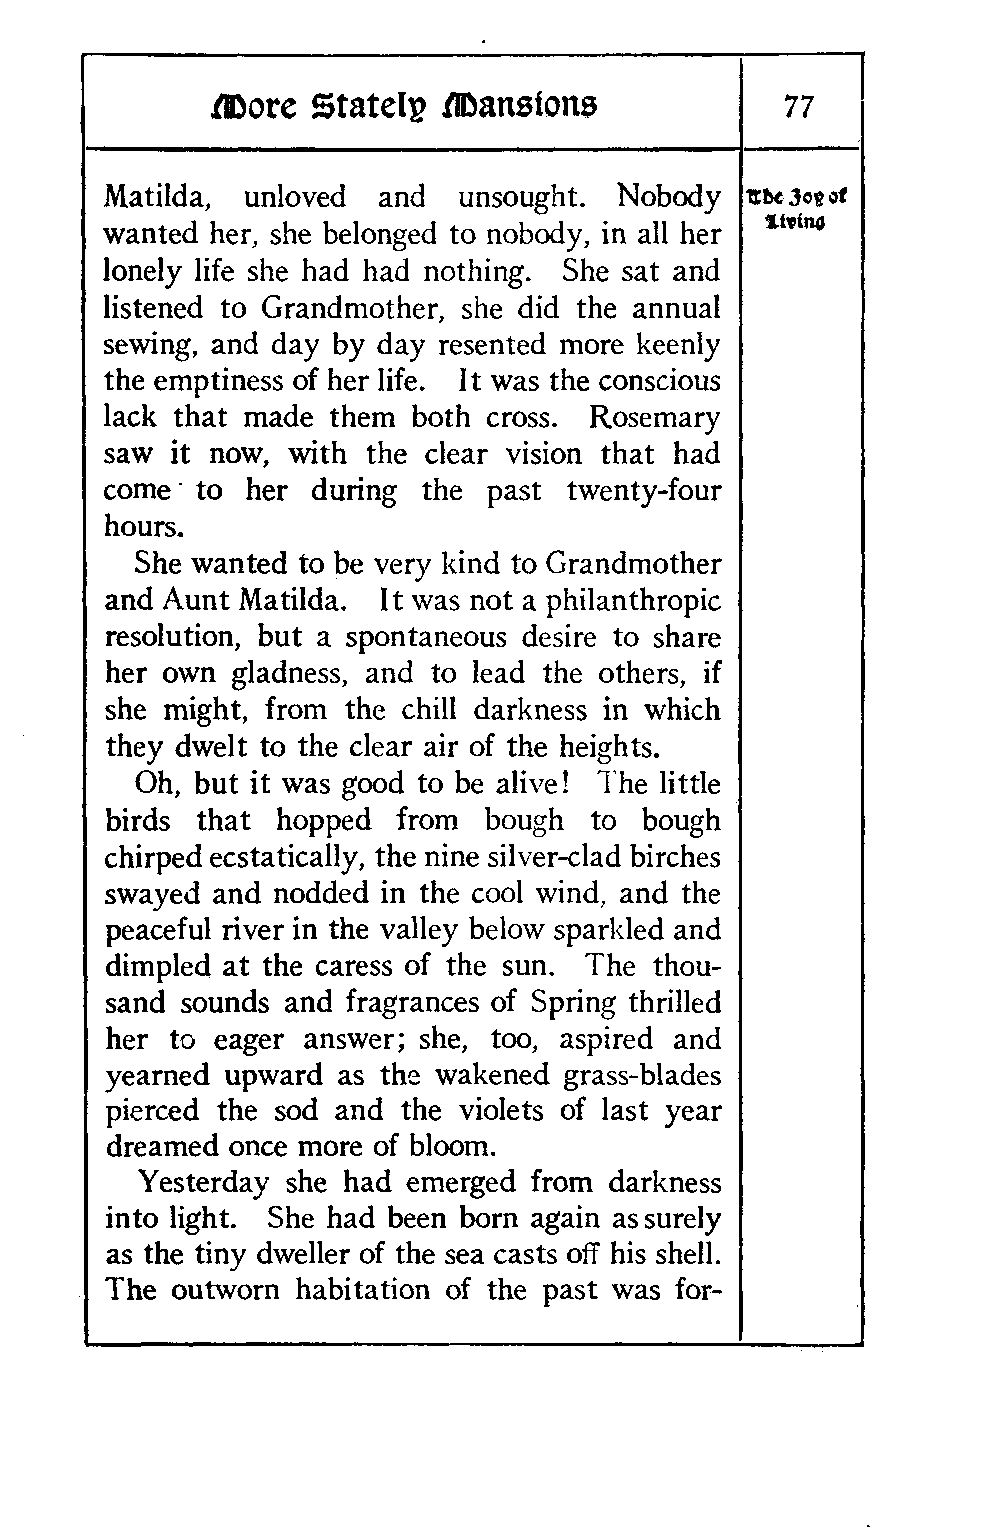 More Stately Mansions 77
The Joy of
Living
Matilda, unloved and unsought. Nobody
wanted her, she belonged to nobody, in all her
lonely life she had had nothing. She sat and
listened to Grandmother, she did the annual
sewing, and day by day resented more keenly
the emptiness of her life. It was the conscious
lack that made them both cross. Rosemary
saw it now, with the clear vision that had
come to her during the past twenty-four
hours.
She wanted to be very kind to Grandmother
and Aunt Matilda. It was not a philanthropic
resolution, but a spontaneous desire to share
her own gladness, and to lead the others, if
she might, from the chill darkness in which
they dwelt to the clear air of the heights.
Oh, but it was good to be alive! The little
birds that hopped from bough to bough
chirped ecstatically, the nine silver-clad birches
swayed and nodded in the cool wind, and the
peaceful river in the valley below sparkled and
dimpled at the caress of the sun. The thou-
sand sounds and fragrances of Spring thrilled
her to eager answer; she, too, aspired and
yearned upward as the wakened grass-blades
pierced the sod and the violets of last year
dreamed once more of bloom.
Yesterday she had emerged from darkness
into light. She had been born again as surely
as the tiny dweller of the sea casts off his shell.
The outworn habitation of the past was for-